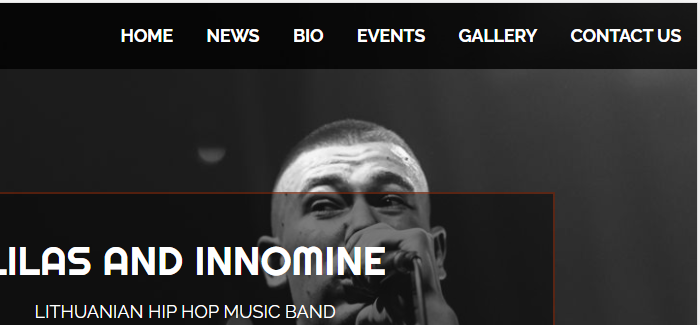 HOME NEWS BIO EVENTS GALLERY CONTACT US
LILAS AND INNOMINE
LITHUANIAN HIP HOP MUSIC BAND